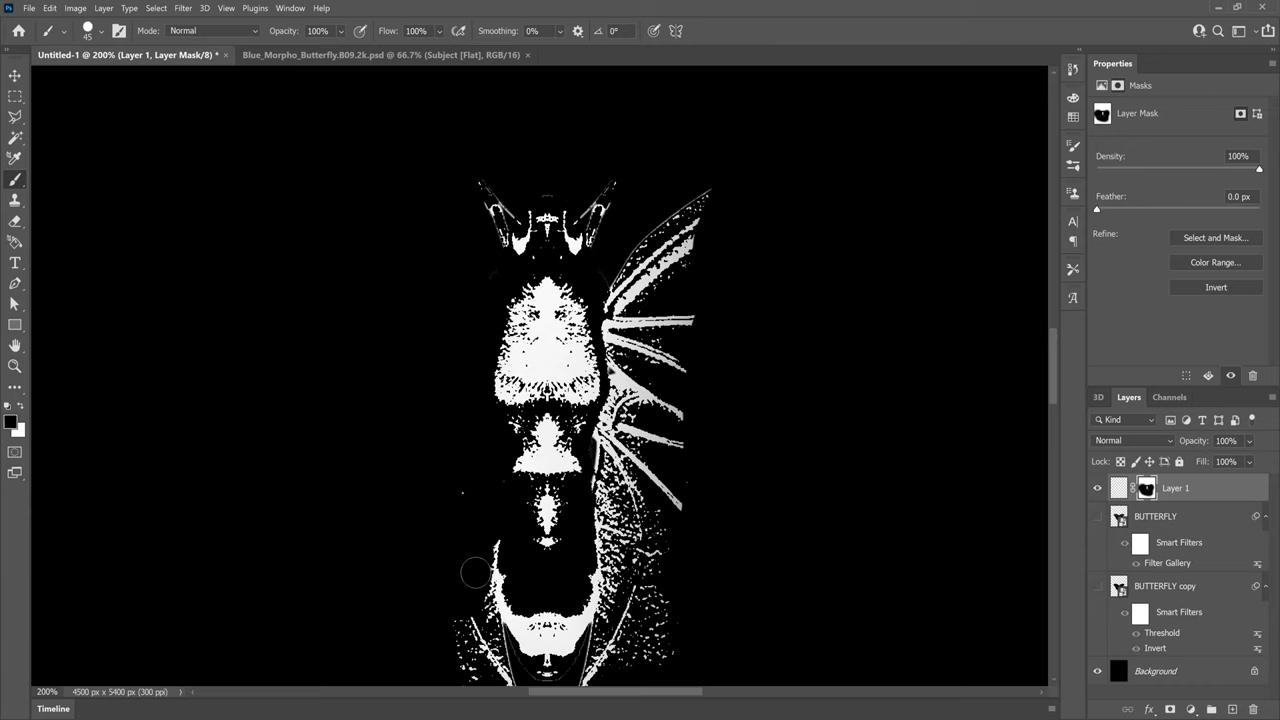 File Edit Image Layer Type Select Filter 3D View Plugins Window Help
45 Mode: Normal Opacity: 100% Flow: 100% Smoothing: 0% 0°
Untitled-1 @ 200% (Layer 1, Layer Mask/8) * × Blue_Morpho_Butterfly.B09.2k.psd @ 66.7% (Subject [Flat], RGB/16) ×
Properties
Masks
Layer Mask
Density: 100%
Feather: 0.0 px
Refine: Select and Mask...
Color Range...
Invert
3D Layers Channels
Kind
Normal Opacity: 100%
Lock: Fill: 100%
Layer 1
BUTTERFLY
Smart Filters
Filter Gallery
BUTTERFLY copy
Smart Filters
Threshold
Invert
Background
200% 4500 px x 5400 px (300 ppi)
Timeline